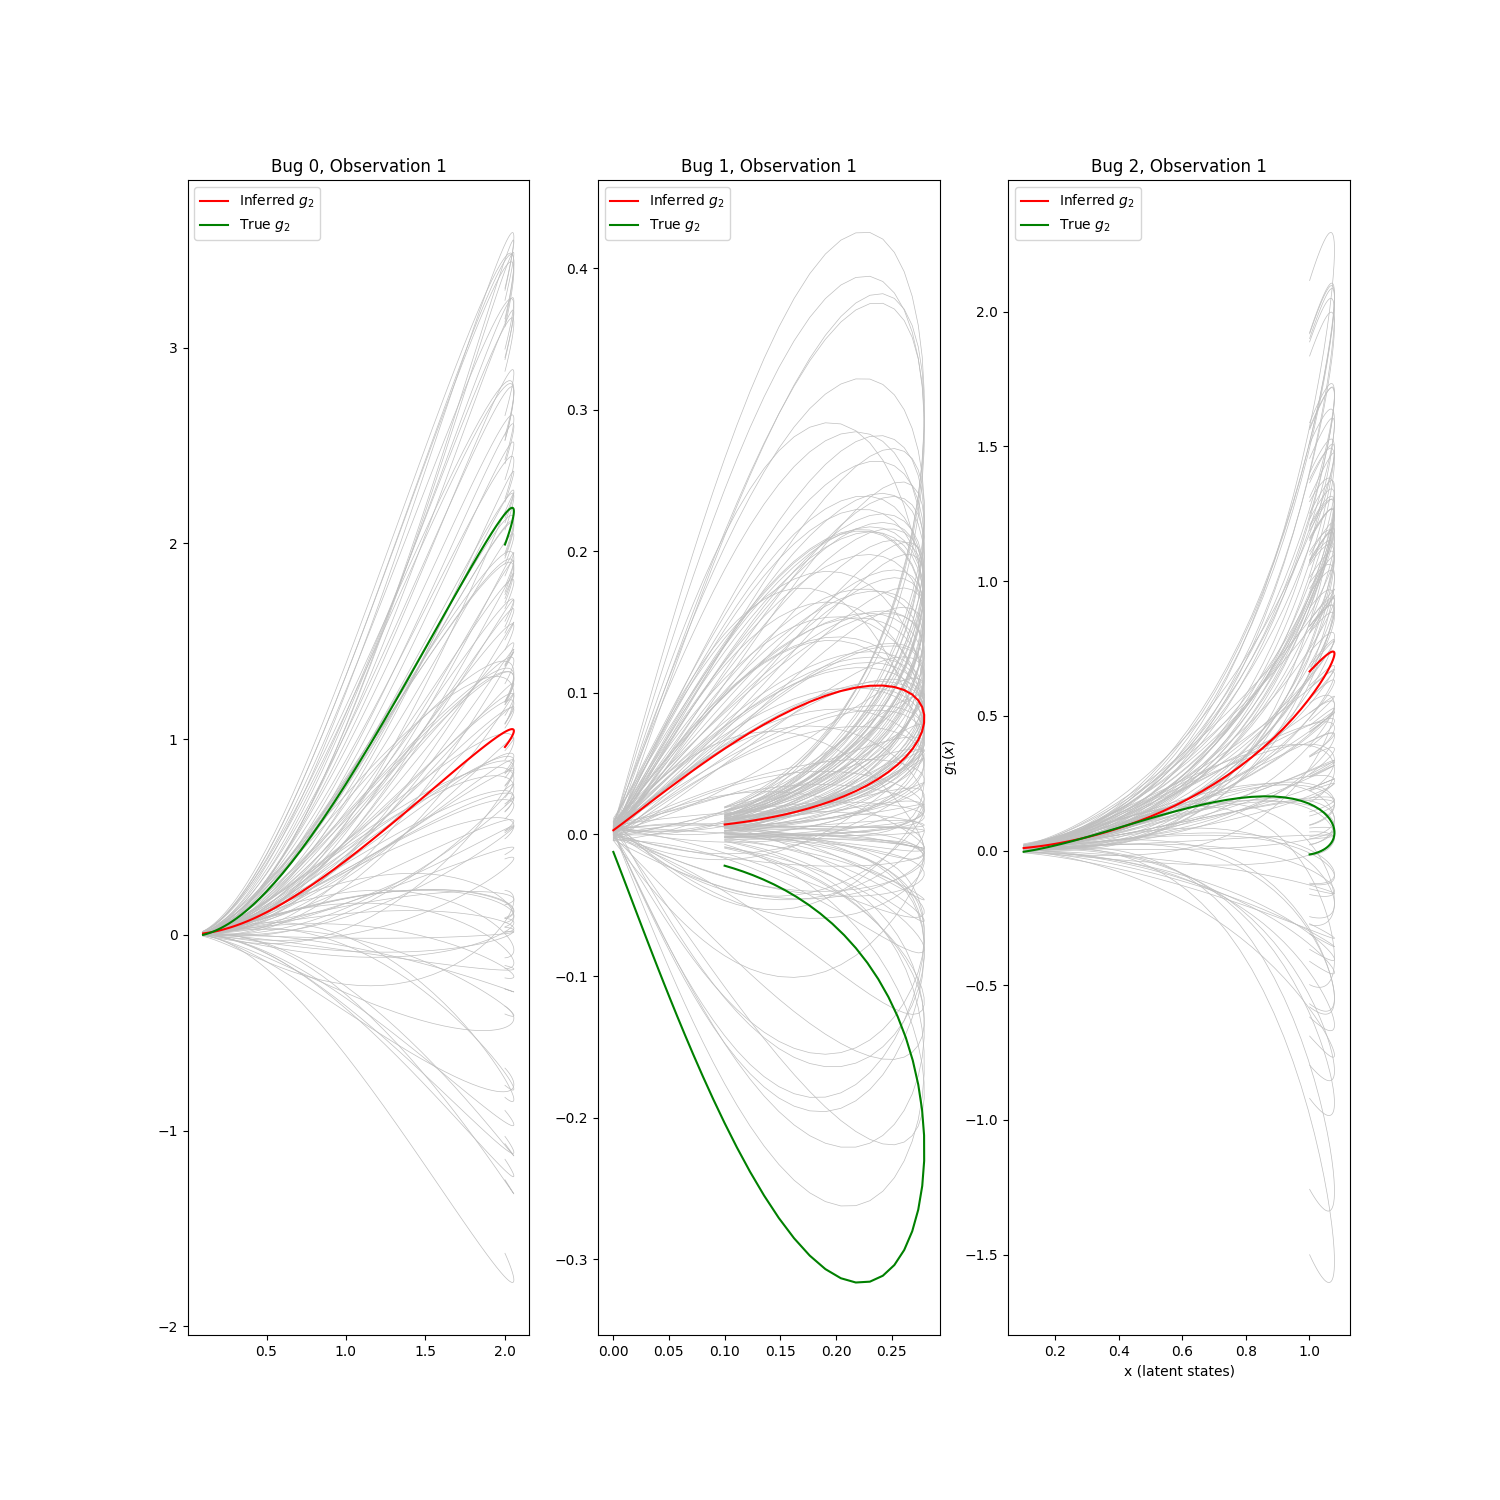 Bug 0, Observation 1
Inferred g₂
True g₂
3
2
1
0
−1
−2
0.5 1.0 1.5 2.0
Bug 1, Observation 1
Inferred g₂
True g₂
0.4
0.3
0.2
0.1
0.0
−0.1
−0.2
−0.3
0.00 0.05 0.10 0.15 0.20 0.25
Bug 2, Observation 1
Inferred g₂
True g₂
g₁(x)
2.0
1.5
1.0
0.5
0.0
−0.5
−1.0
−1.5
0.2 0.4 0.6 0.8 1.0
x (latent states)